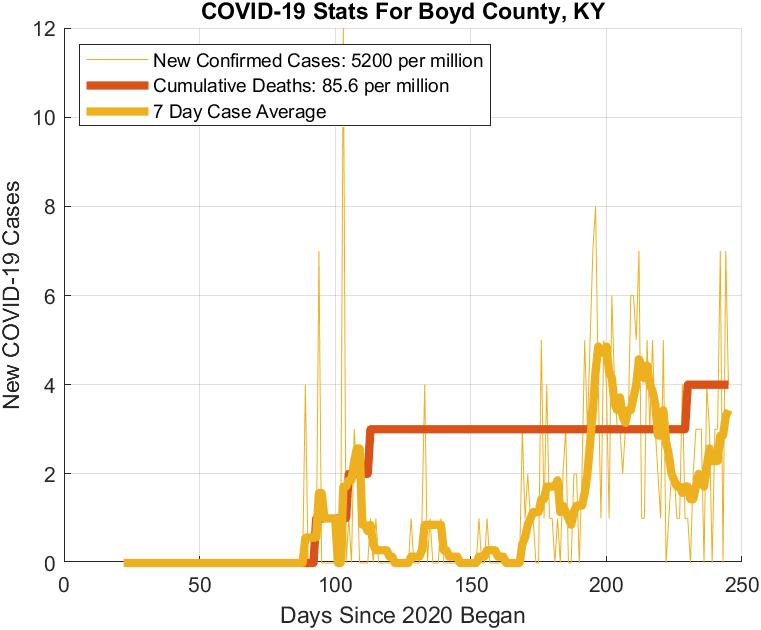 COVID-19 Stats For Boyd County, KY
New Confirmed Cases: 5200 per million
Cumulative Deaths: 85.6 per million
7 Day Case Average
New COVID-19 Cases
12
10
8
6
4
2
0
0
50
100
150
200
250
Days Since 2020 Began